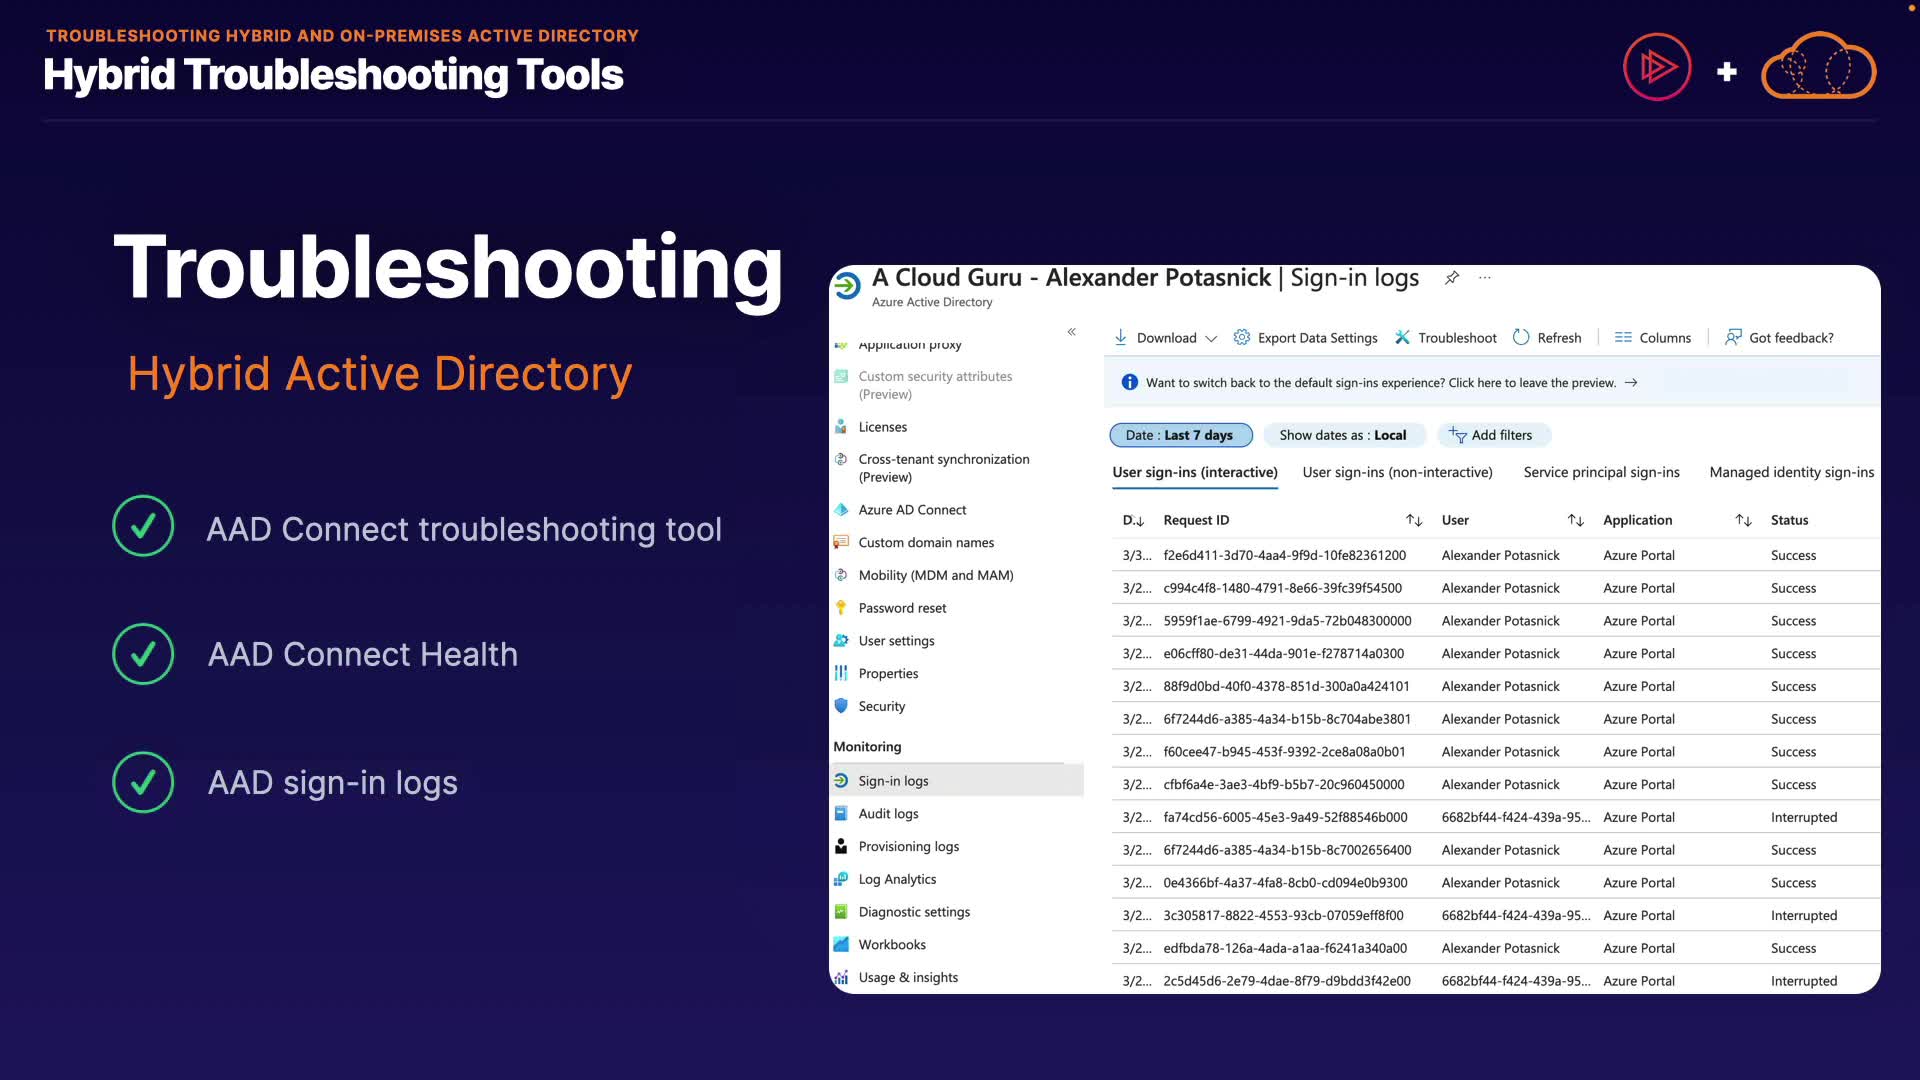 TROUBLESHOOTING HYBRID AND ON-PREMISES ACTIVE DIRECTORY
Hybrid Troubleshooting Tools
Troubleshooting
Hybrid Active Directory
AAD Connect troubleshooting tool
AAD Connect Health
AAD sign-in logs
A Cloud Guru - Alexander Potasnick | Sign-in logs
Azure Active Directory
Application proxy
Custom security attributes
(Preview)
Licenses
Cross-tenant synchronization
(Preview)
Azure AD Connect
Custom domain names
Mobility (MDM and MAM)
Password reset
User settings
Properties
Security
Monitoring
Sign-in logs
Audit logs
Provisioning logs
Log Analytics
Diagnostic settings
Workbooks
Usage & insights
Download Export Data Settings Troubleshoot Refresh Columns Got feedback?
Want to switch back to the default sign-ins experience? Click here to leave the preview. →
Date : Last 7 days Show dates as : Local Add filters
User sign-ins (interactive) User sign-ins (non-interactive) Service principal sign-ins Managed identity sign-ins
D.. Request ID User Application Status
3/3... f2e6d411-3d70-4aa4-9f9d-10fe82361200 Alexander Potasnick Azure Portal Success
3/2... c994c4f8-1480-4791-8e66-39fc39f54500 Alexander Potasnick Azure Portal Success
3/2... 5959f1ae-6799-4921-9da5-72b048300000 Alexander Potasnick Azure Portal Success
3/2... e06cff80-de31-44da-901e-f278714a0300 Alexander Potasnick Azure Portal Success
3/2... 88f9d0bd-40f0-4378-851d-300a0a424101 Alexander Potasnick Azure Portal Success
3/2... 6f7244d6-a385-4a34-b15b-8c704abe3801 Alexander Potasnick Azure Portal Success
3/2... f60cee47-b945-453f-9392-2ce8a08a0b01 Alexander Potasnick Azure Portal Success
3/2... cfbf6a4e-3ae3-4bf9-b5b7-20c960450000 Alexander Potasnick Azure Portal Success
3/2... fa74cd56-6005-45e3-9a49-52f88546b000 6682bf44-f424-439a-95... Azure Portal Interrupted
3/2... 6f7244d6-a385-4a34-b15b-8c7002656400 Alexander Potasnick Azure Portal Success
3/2... 0e4366bf-4a37-4fa8-8cb0-cd094e0b9300 Alexander Potasnick Azure Portal Success
3/2... 3c305817-8822-4553-93cb-07059eff8f00 6682bf44-f424-439a-95... Azure Portal Interrupted
3/2... edfbda78-126a-4ada-a1aa-f6241a340a00 Alexander Potasnick Azure Portal Success
3/2... 2c5d45d6-2e79-4dae-8f79-d9bdd3f42e00 6682bf44-f424-439a-95... Azure Portal Interrupted